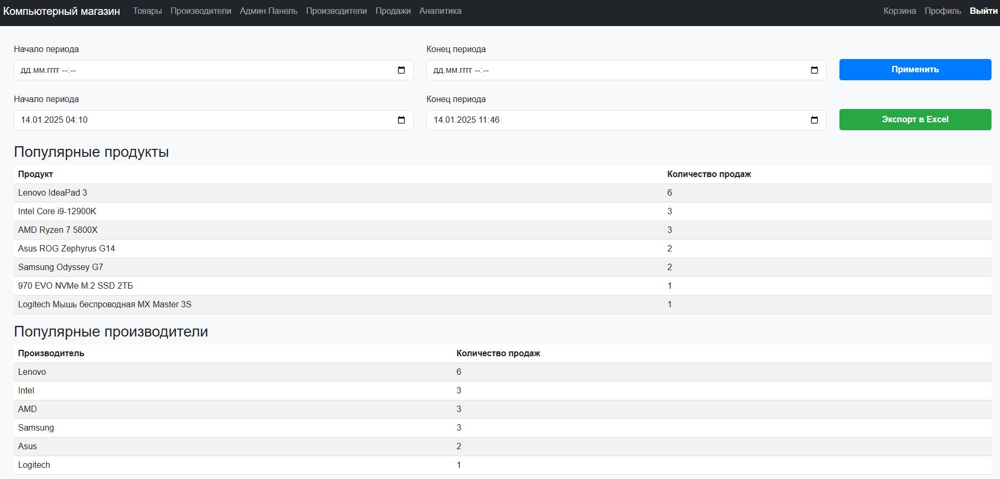 Компьютерный магазин Товары Производители Админ Панель Производители Продажи Аналитика Корзина Профиль Выйти
Начало периода Конец периода
дд.мм.гггг --:-- дд.мм.гггг --:-- Применить
Начало периода Конец периода
14.01.2025 04:10 14.01.2025 11:46 Экспорт в Excel
Популярные продукты
Продукт Количество продаж
Lenovo IdeaPad 3 6
Intel Core i9-12900K 3
AMD Ryzen 7 5800X 3
Asus ROG Zephyrus G14 2
Samsung Odyssey G7 2
970 EVO NVMe M.2 SSD 2ТБ 1
Logitech Мышь беспроводная MX Master 3S 1
Популярные производители
Производитель Количество продаж
Lenovo 6
Intel 3
AMD 3
Samsung 3
Asus 2
Logitech 1